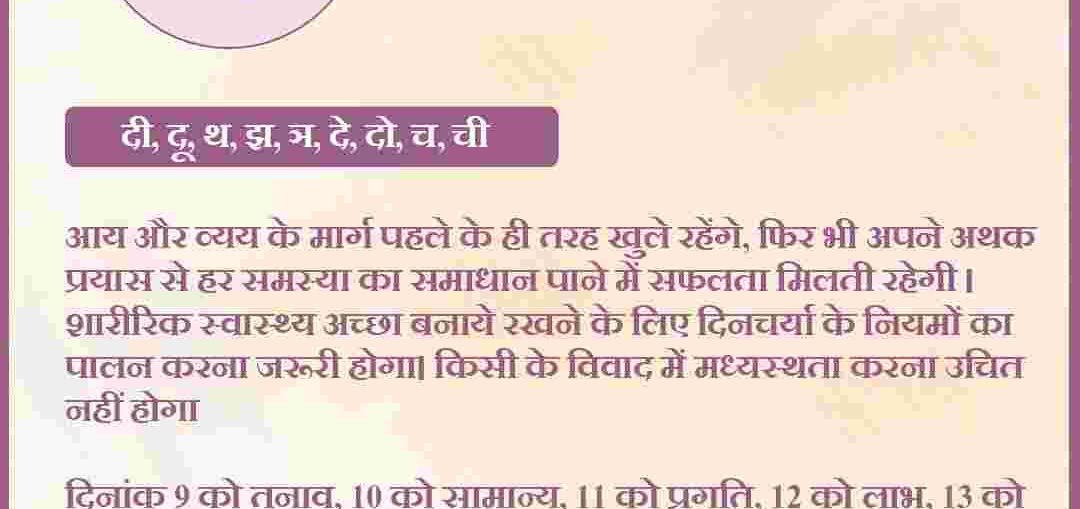 दी, दू, थ, झ, ञ, दे, दो, च, ची
आय और व्यय के मार्ग पहले के ही तरह खुले रहेंगे, फिर भी अपने अथक
प्रयास से हर समस्या का समाधान पाने में सफलता मिलती रहेगी।
शारीरिक स्वास्थ्य अच्छा बनाये रखने के लिए दिनचर्या के नियमों का
पालन करना जरूरी होगा| किसी के विवाद में मध्यस्थता करना उचित
नहीं होगा
दिनांक 9 को तनाव, 10 को सामान्य, 11 को प्रगति, 12 को लाभ, 13 को